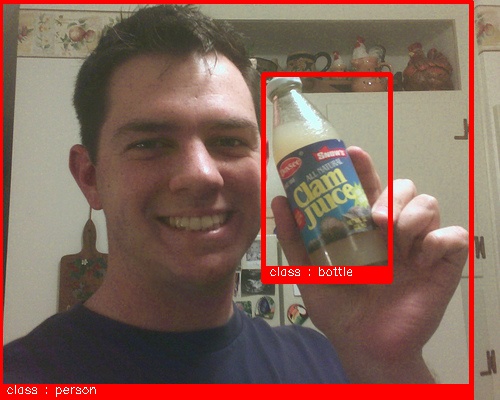 Snow's
ALL NATURAL
Clam
Juice
class : bottle
class : person